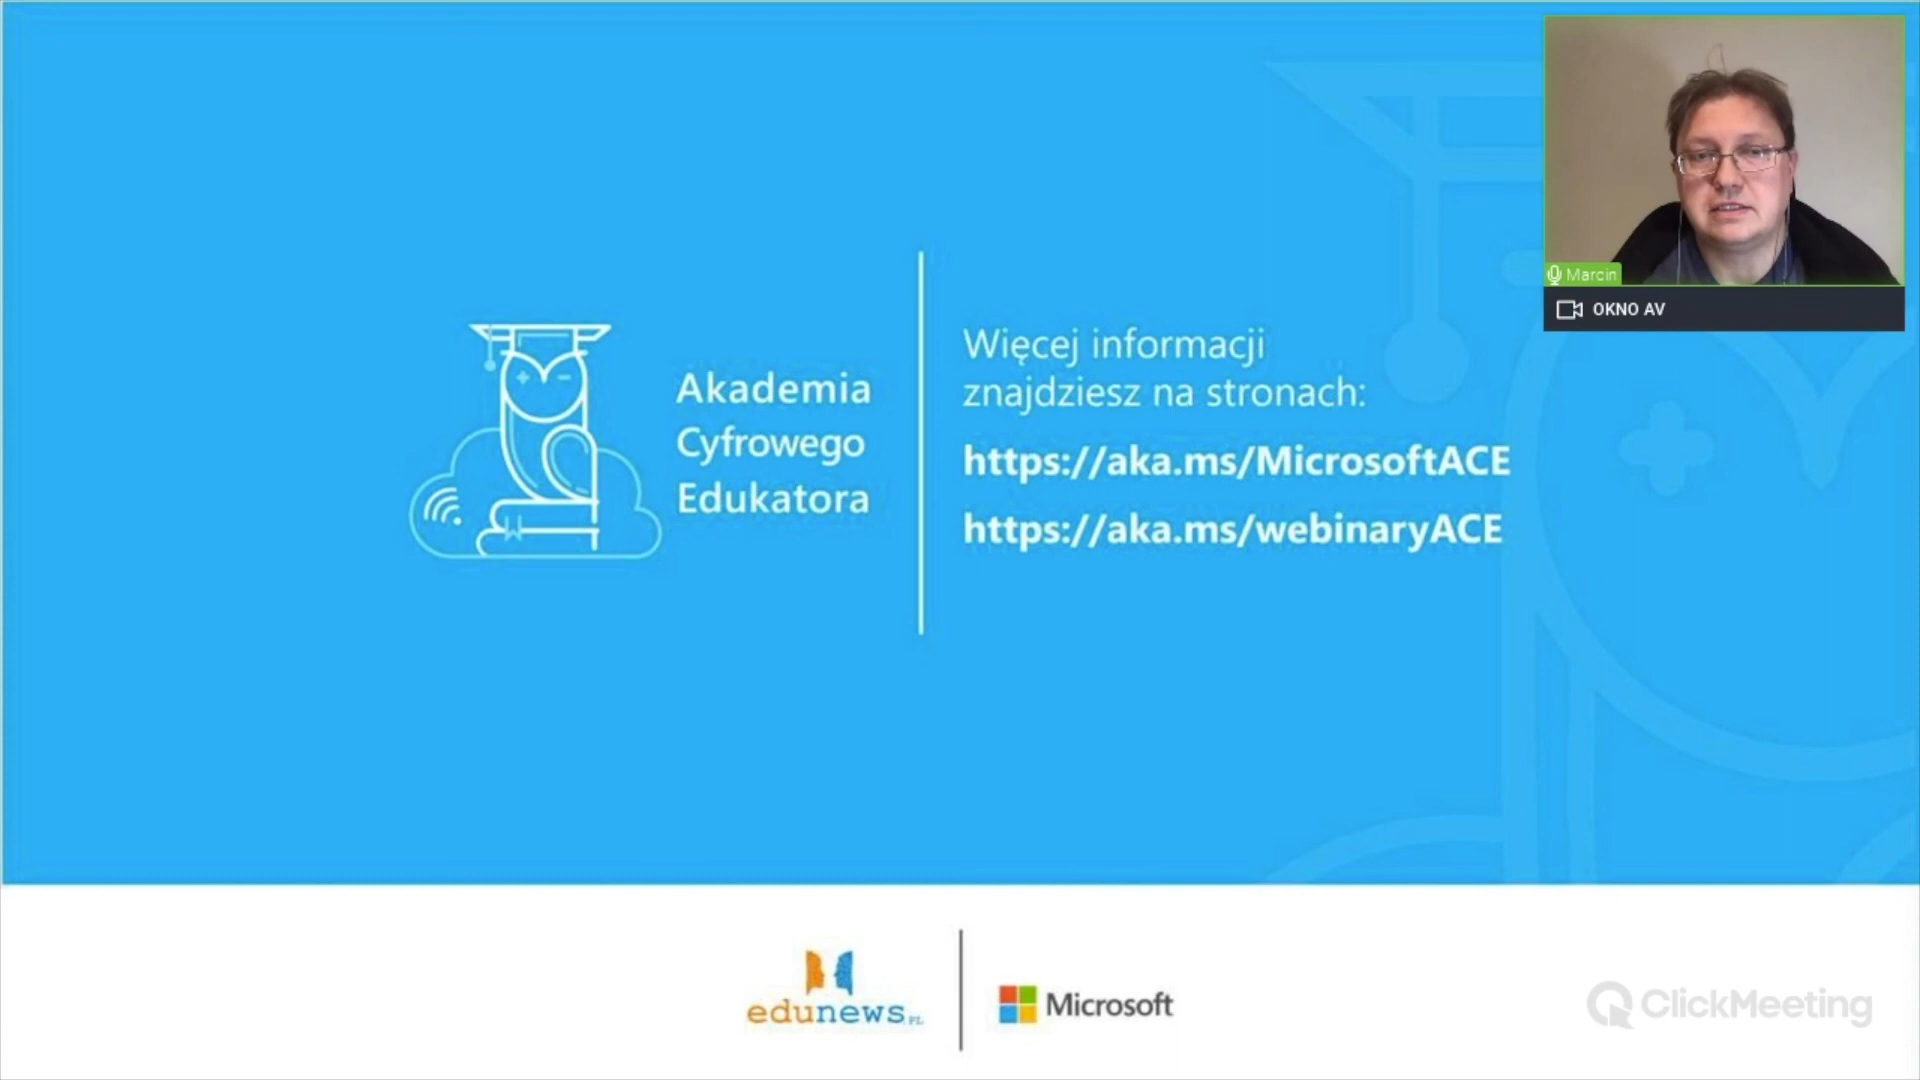 Akademia
Cyfrowego
Edukatora
Więcej informacji
znajdziesz na stronach:
https://aka.ms/MicrosoftACE
https://aka.ms/webinaryACE
Marcin
OKNO AV
edunews.PL
Microsoft
ClickMeeting